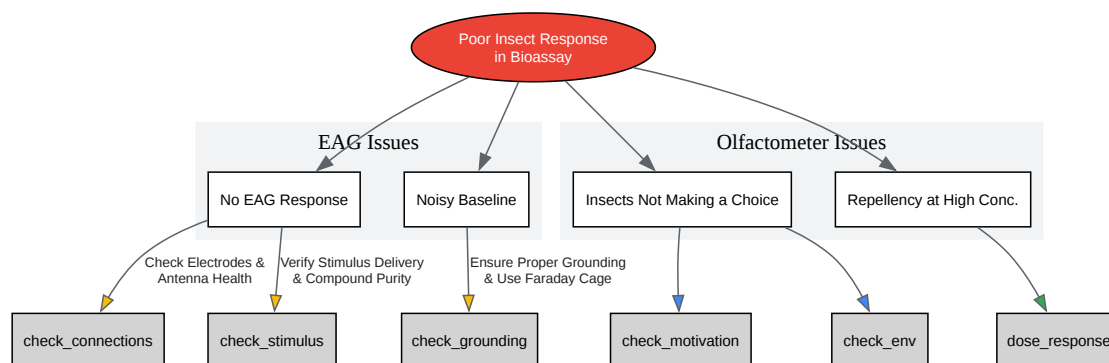 Poor Insect Response
in Bioassay
EAG Issues
Olfactometer Issues
No EAG Response
Noisy Baseline
Insects Not Making a Choice
Repellency at High Conc.
Check Electrodes &
Antenna Health
Verify Stimulus Delivery
& Compound Purity
Ensure Proper Grounding
& Use Faraday Cage
check_connections
check_stimulus
check_grounding
check_motivation
check_env
dose_response